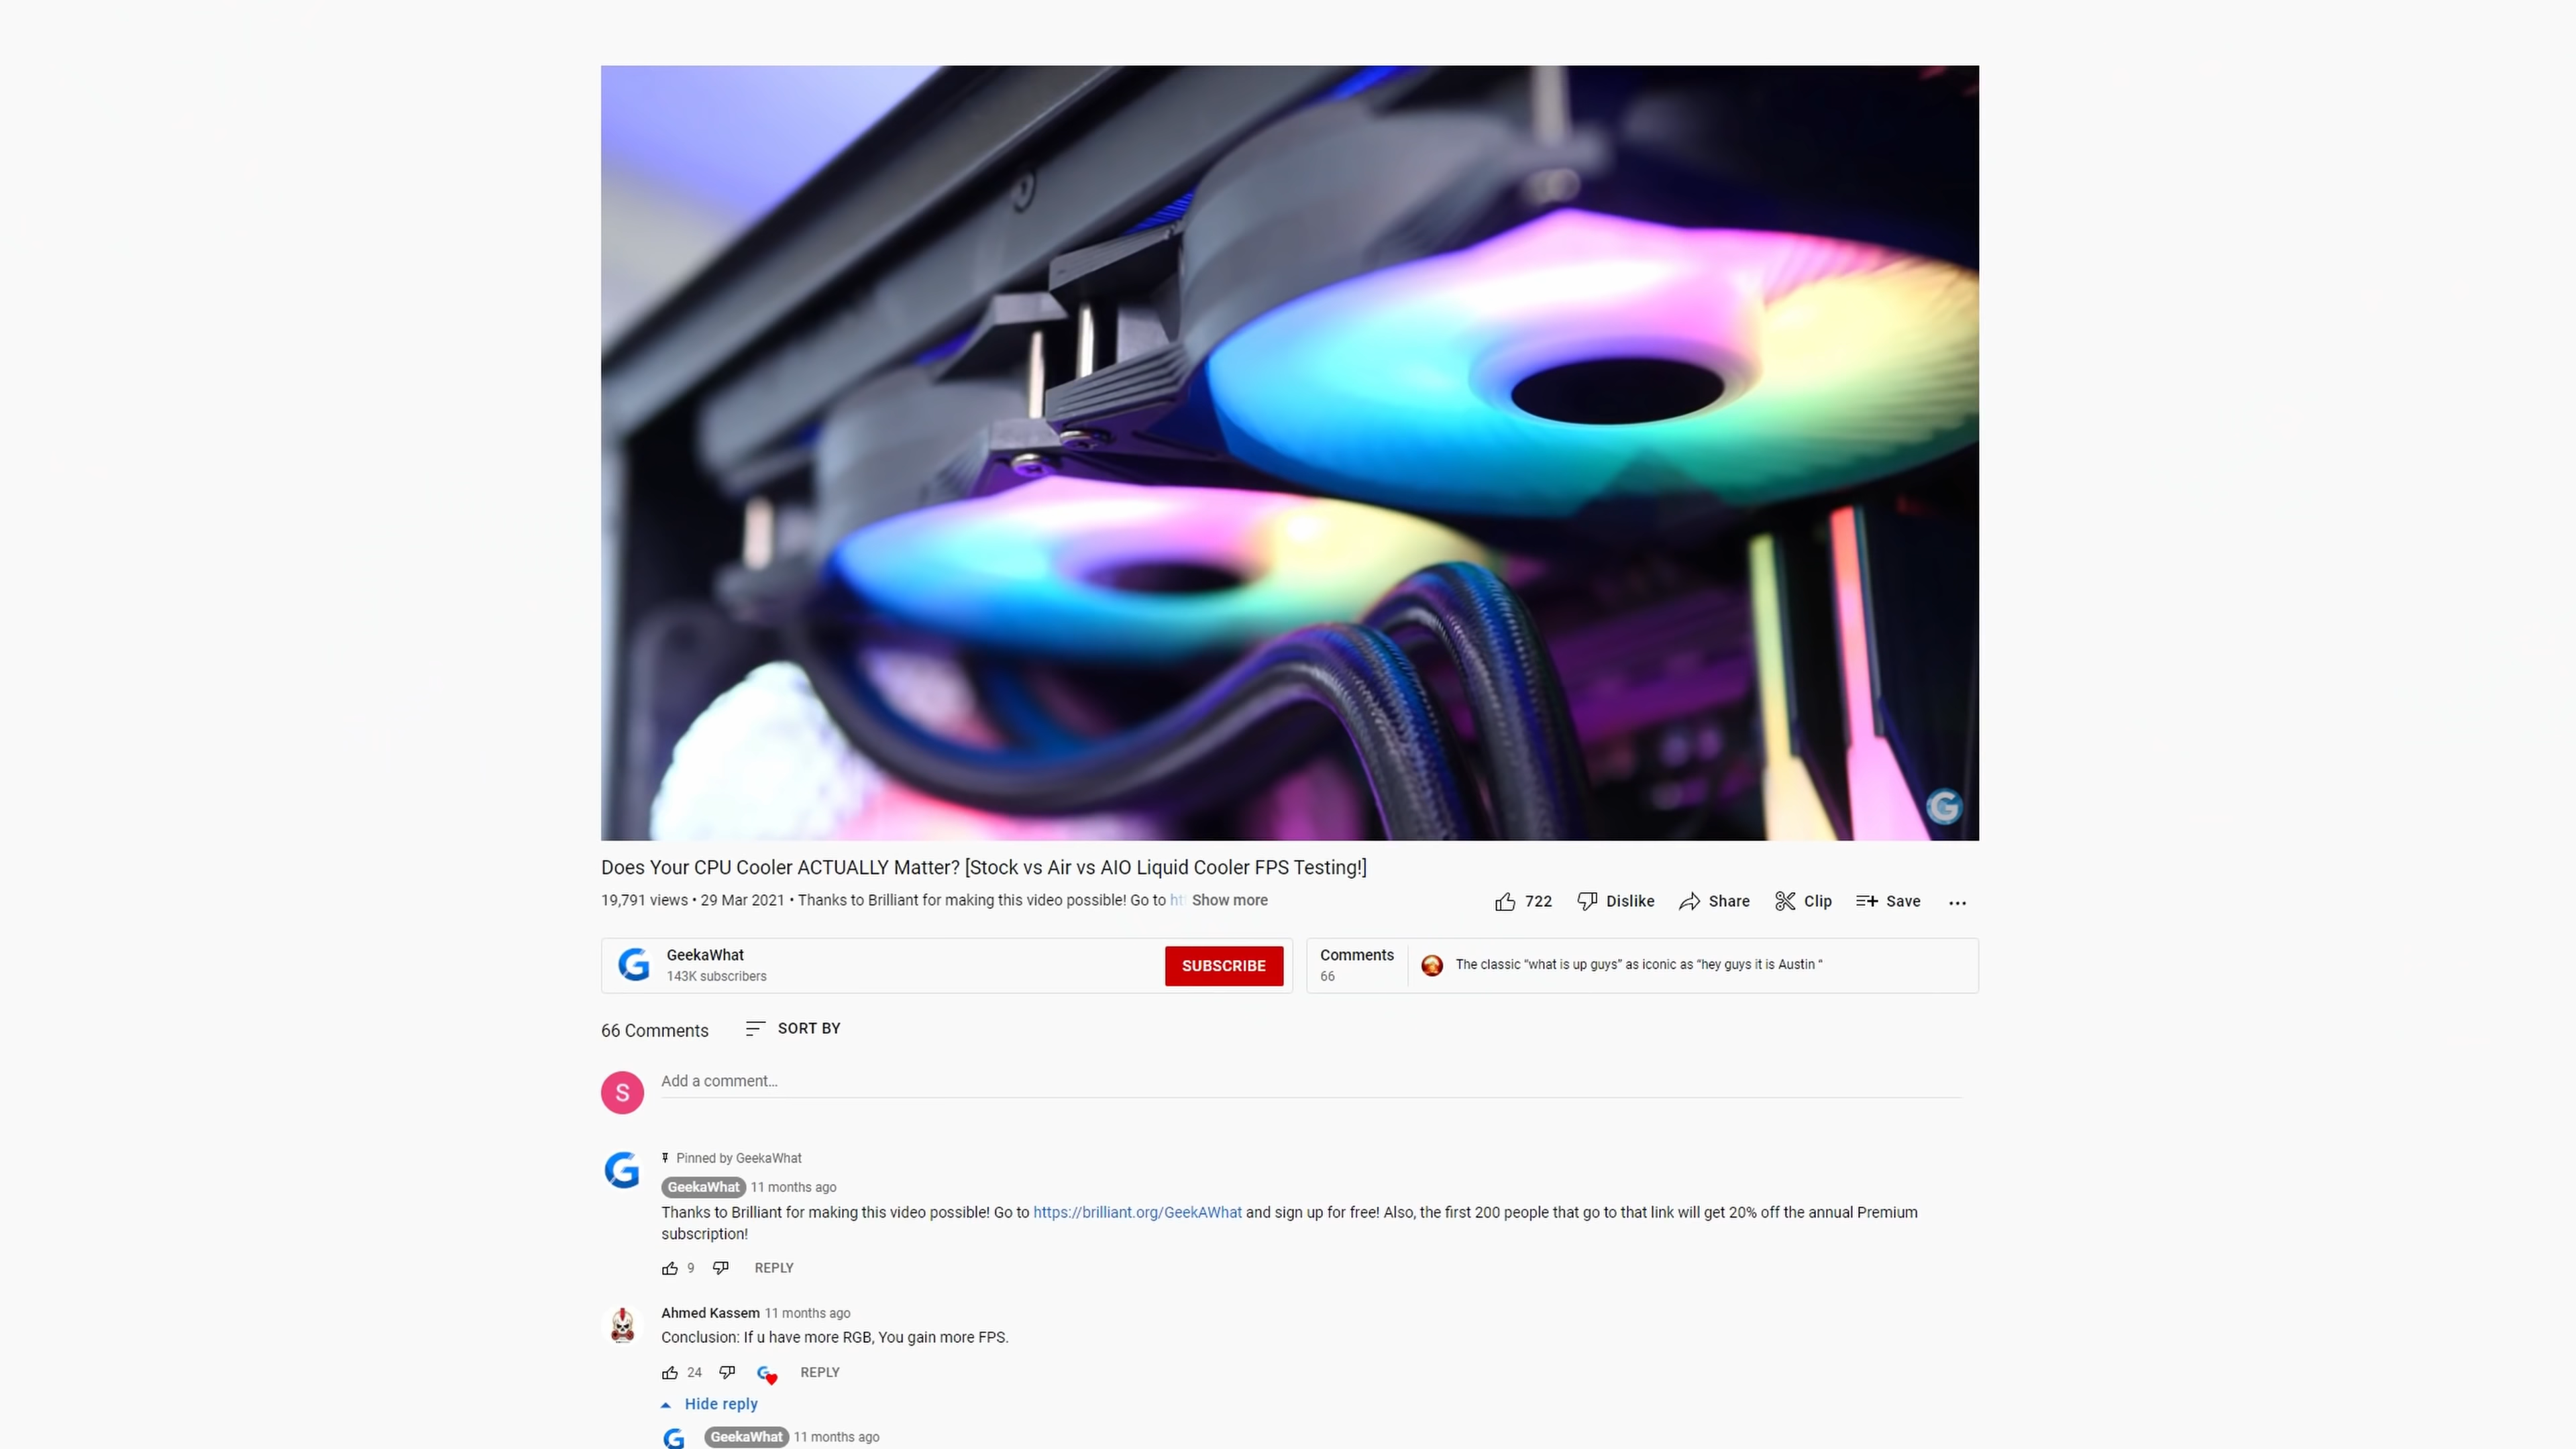 Does Your CPU Cooler ACTUALLY Matter? [Stock vs Air vs AIO Liquid Cooler FPS Testing!]
19,791 views • 29 Mar 2021 • Thanks to Brilliant for making this video possible! Go to ht Show more
722 Dislike Share Clip Save ...
GeekaWhat
143K subscribers
SUBSCRIBE
Comments
66
The classic “what is up guys” as iconic as “hey guys it is Austin “
66 Comments SORT BY
S Add a comment...
Pinned by GeekaWhat
GeekaWhat 11 months ago
Thanks to Brilliant for making this video possible! Go to https://brilliant.org/GeekAWhat and sign up for free! Also, the first 200 people that go to that link will get 20% off the annual Premium
subscription!
9 REPLY
Ahmed Kassem 11 months ago
Conclusion: If u have more RGB, You gain more FPS.
24 REPLY
Hide reply
GeekaWhat 11 months ago